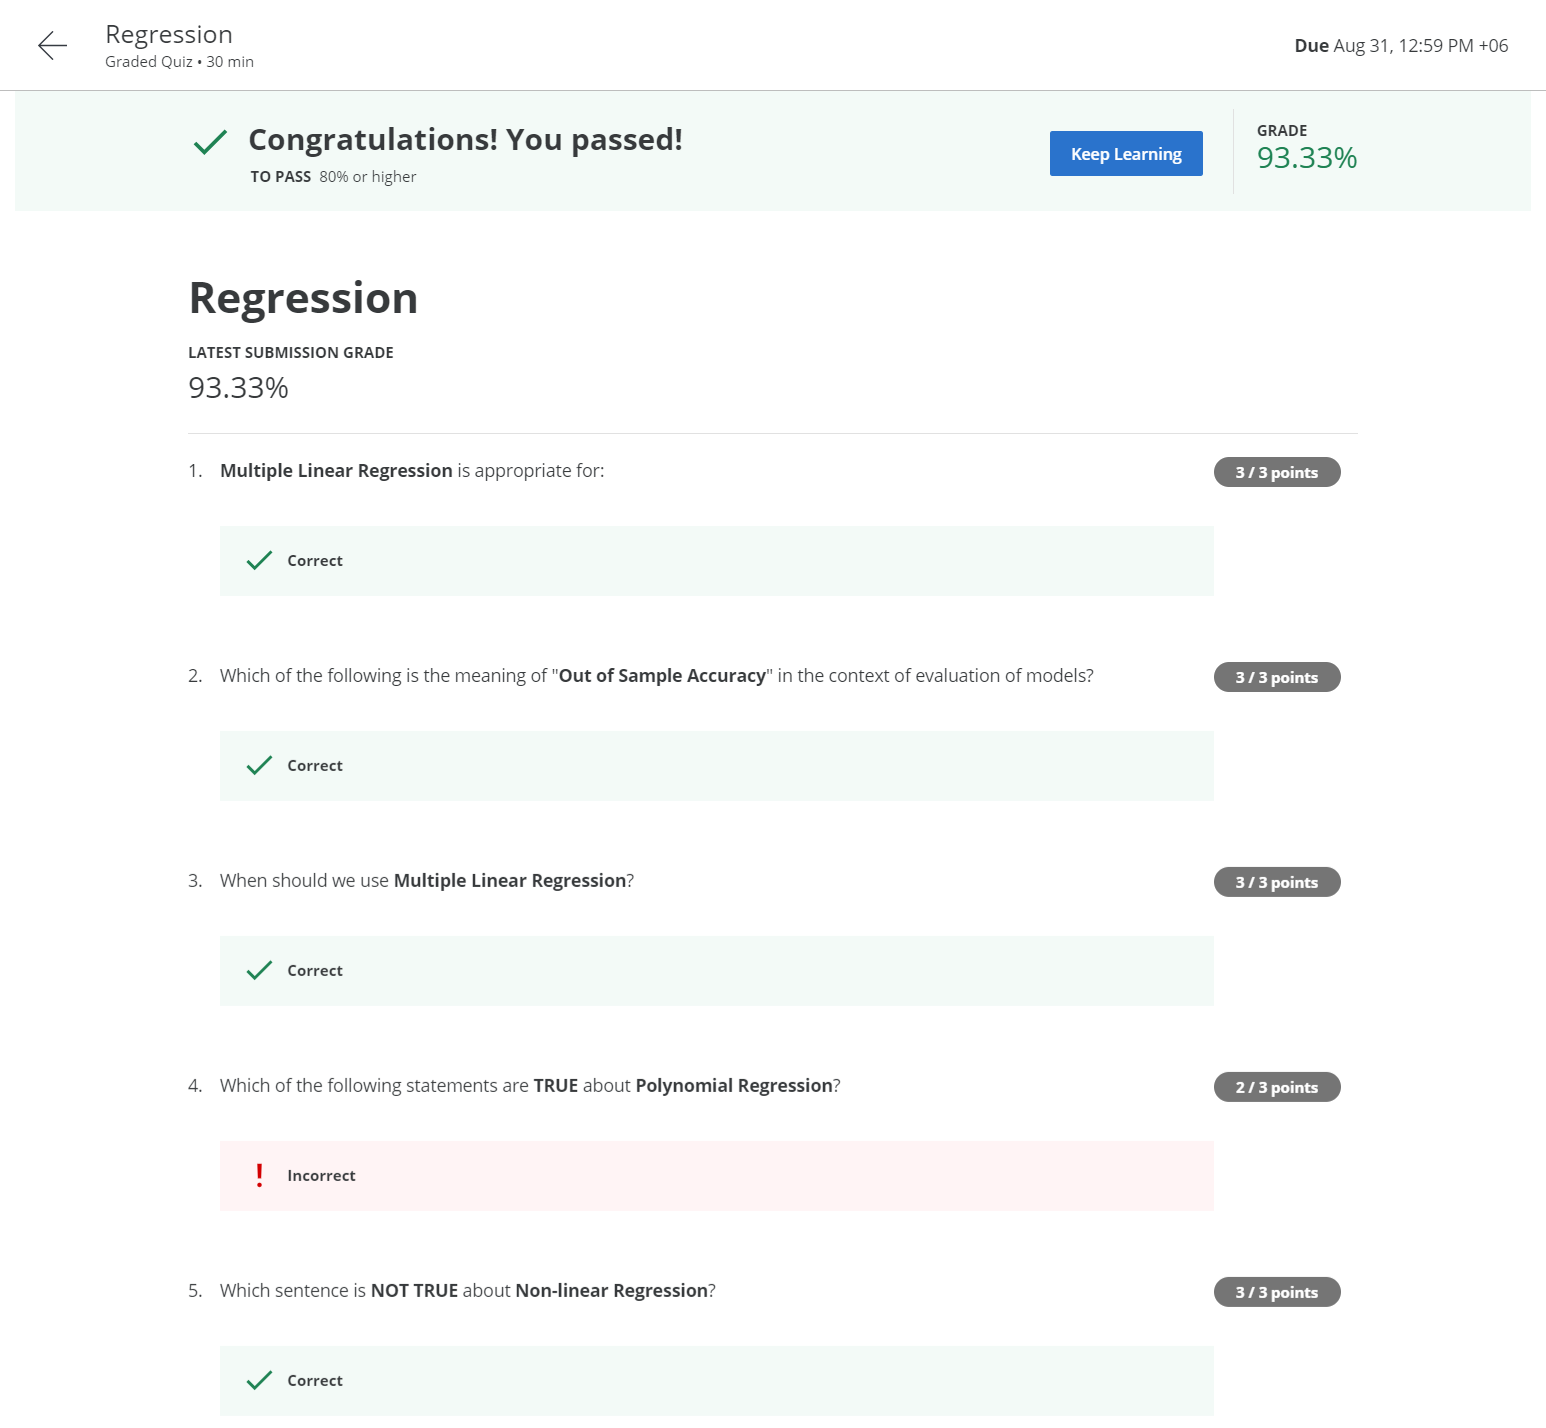 Regression
Graded Quiz • 30 min
Due Aug 31, 12:59 PM +06
Congratulations! You passed!
TO PASS 80% or higher
Keep Learning
GRADE
93.33%
Regression
LATEST SUBMISSION GRADE
93.33%
1. Multiple Linear Regression is appropriate for:
3 / 3 points
Correct
2. Which of the following is the meaning of "Out of Sample Accuracy" in the context of evaluation of models?
3 / 3 points
Correct
3. When should we use Multiple Linear Regression?
3 / 3 points
Correct
4. Which of the following statements are TRUE about Polynomial Regression?
2 / 3 points
! Incorrect
5. Which sentence is NOT TRUE about Non-linear Regression?
3 / 3 points
Correct